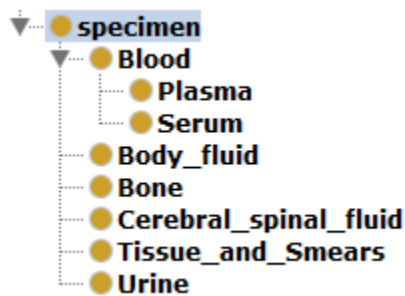 specimen
Blood
Plasma
Serum
Body_fluid
Bone
Cerebral_spinal_fluid
Tissue_and_Smears
Urine